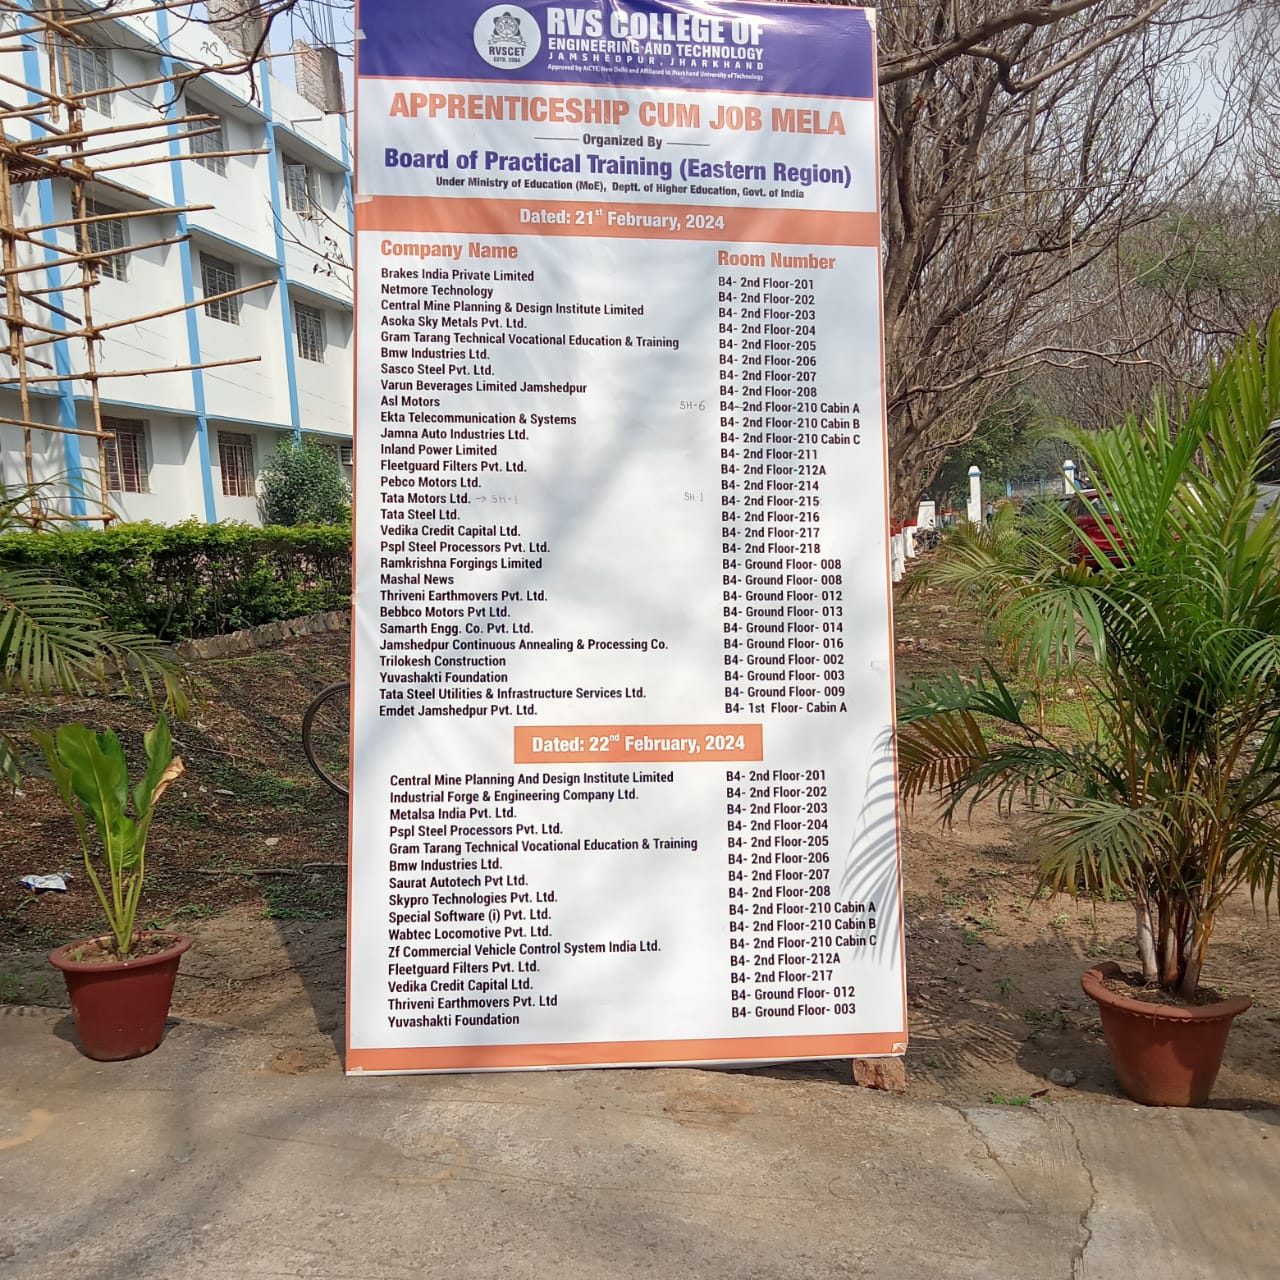 RVSCET
ESTD. 2004
RVS COLLEGE OF
ENGINEERING AND TECHNOLOGY
JAMSHEDPUR, JHARKHAND
Approved by AICTE, New Delhi and Affiliated to Jharkhand University of Technology
APPRENTICESHIP CUM JOB MELA
Organized By
Board of Practical Training (Eastern Region)
Under Ministry of Education (MoE), Deptt. of Higher Education, Govt. of India
Dated: 21st February, 2024
Company Name Room Number
Brakes India Private Limited B4- 2nd Floor-201
Netmore Technology B4- 2nd Floor-202
Central Mine Planning & Design Institute Limited B4- 2nd Floor-203
Asoka Sky Metals Pvt. Ltd. B4- 2nd Floor-204
Gram Tarang Technical Vocational Education & Training B4- 2nd Floor-205
Bmw Industries Ltd. B4- 2nd Floor-206
Sasco Steel Pvt. Ltd. B4- 2nd Floor-207
Varun Beverages Limited Jamshedpur B4- 2nd Floor-208
Asl Motors SH-6 B4- 2nd Floor-210 Cabin A
Ekta Telecommunication & Systems B4- 2nd Floor-210 Cabin B
Jamna Auto Industries Ltd. B4- 2nd Floor-210 Cabin C
Inland Power Limited B4- 2nd Floor-211
Fleetguard Filters Pvt. Ltd. B4- 2nd Floor-212A
Pebco Motors Ltd. B4- 2nd Floor-214
Tata Motors Ltd. -> SH-1 SH-1 B4- 2nd Floor-215
Tata Steel Ltd. B4- 2nd Floor-216
Vedika Credit Capital Ltd. B4- 2nd Floor-217
Pspl Steel Processors Pvt. Ltd. B4- 2nd Floor-218
Ramkrishna Forgings Limited B4- Ground Floor- 008
Mashal News B4- Ground Floor- 008
Thriveni Earthmovers Pvt. Ltd. B4- Ground Floor- 012
Bebbco Motors Pvt Ltd. B4- Ground Floor- 013
Samarth Engg. Co. Pvt. Ltd. B4- Ground Floor- 014
Jamshedpur Continuous Annealing & Processing Co. B4- Ground Floor- 016
Trilokesh Construction B4- Ground Floor- 002
Yuvashakti Foundation B4- Ground Floor- 003
Tata Steel Utilities & Infrastructure Services Ltd. B4- Ground Floor- 009
Emdet Jamshedpur Pvt. Ltd. B4- 1st Floor- Cabin A
Dated: 22nd February, 2024
Central Mine Planning And Design Institute Limited B4- 2nd Floor-201
Industrial Forge & Engineering Company Ltd. B4- 2nd Floor-202
Metalsa India Pvt. Ltd. B4- 2nd Floor-203
Pspl Steel Processors Pvt. Ltd. B4- 2nd Floor-204
Gram Tarang Technical Vocational Education & Training B4- 2nd Floor-205
Bmw Industries Ltd. B4- 2nd Floor-206
Saurat Autotech Pvt Ltd. B4- 2nd Floor-207
Skypro Technologies Pvt. Ltd. B4- 2nd Floor-208
Special Software (i) Pvt. Ltd. B4- 2nd Floor-210 Cabin A
Wabtec Locomotive Pvt. Ltd. B4- 2nd Floor-210 Cabin B
Zf Commercial Vehicle Control System India Ltd. B4- 2nd Floor-210 Cabin C
Fleetguard Filters Pvt. Ltd. B4- 2nd Floor-212A
Vedika Credit Capital Ltd. B4- 2nd Floor-217
Thriveni Earthmovers Pvt. Ltd B4- Ground Floor- 012
Yuvashakti Foundation B4- Ground Floor- 003